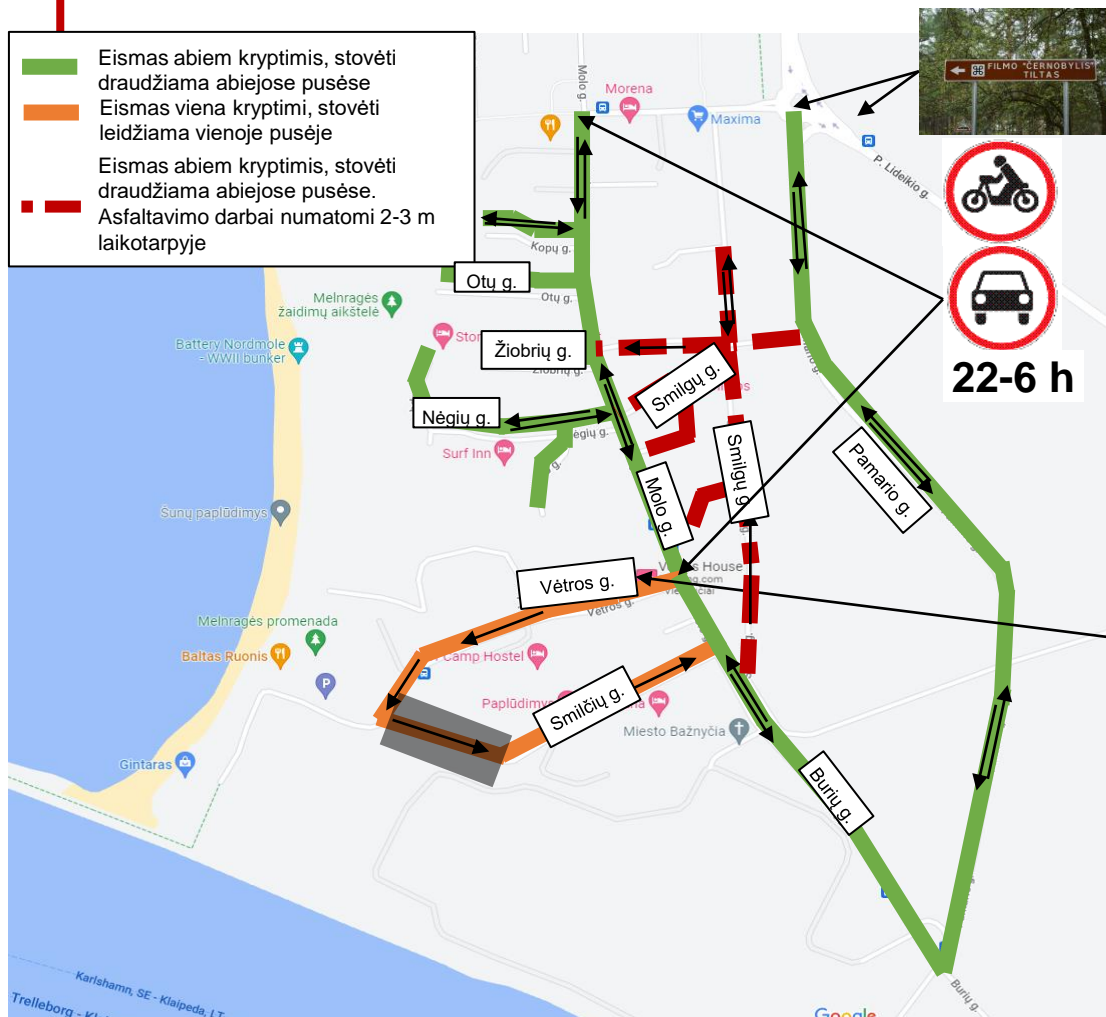 Eismas abiem kryptimis, stovėti
draudžiama abiejose pusėse
Eismas viena kryptimi, stovėti
leidžiama vienoje pusėje
Eismas abiem kryptimis, stovėti
draudžiama abiejose pusėse.
Asfaltavimo darbai numatomi 2-3 m
laikotarpyje
FILMO "ČERNOBYLIS"
TILTAS
22-6 h
Molo g.
Morena
Maxima
P. Lideikio g.
Kopų g.
Otų g.
Otų g.
Melnragės
žaidimų aikštelė
Battery Nordmole
- WWII bunker
Žiobrių g.
Žiobrių g.
Smilgų g.
Nėgių g.
Surf Inn
Smilgų g.
Pamario g.
Molo g.
Šunų paplūdimys
Vėtros g.
Vėtros g.
Melnragės promenada
Baltas Ruonis
P
Camp Hostel
Smilčių g.
Miesto Bažnyčia
Gintaras
Burių g.
Karlshamn, SE - Klaipeda, LT
Trelleborg
Burių g.
Google